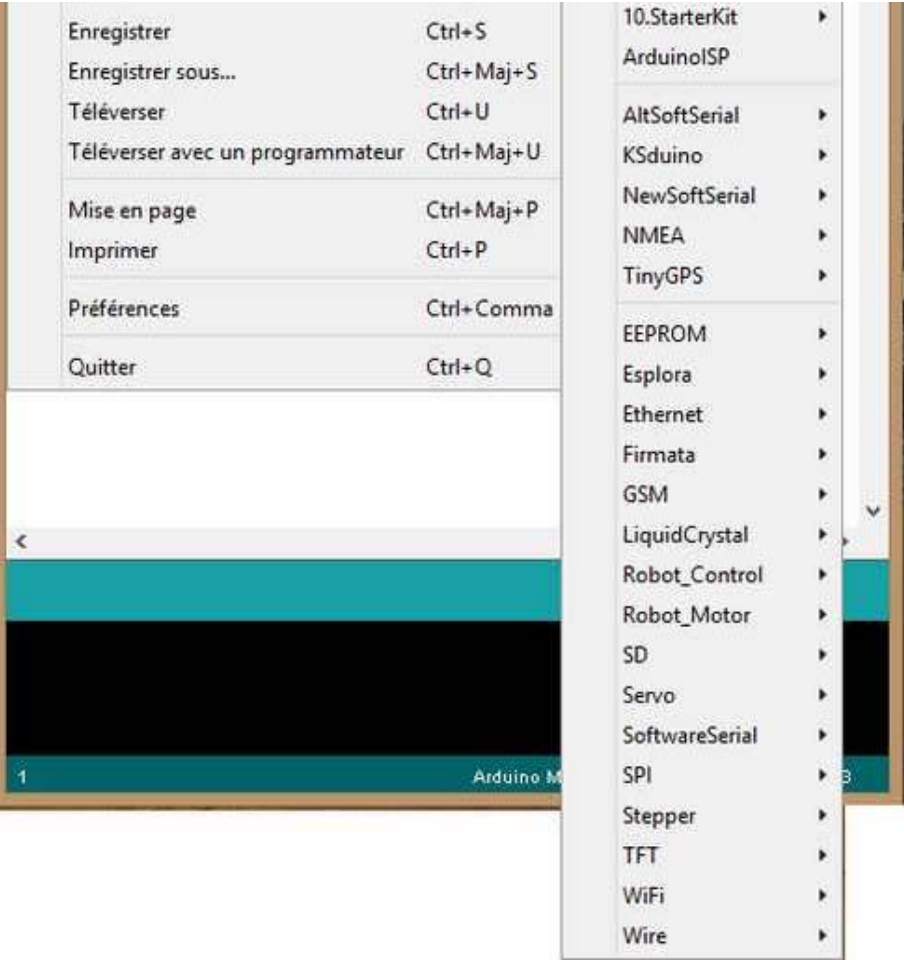 Enregistrer Ctrl+S
Enregistrer sous... Ctrl+Maj+S
Téléverser Ctrl+U
Téléverser avec un programmateur Ctrl+Maj+U
Mise en page Ctrl+Maj+P
Imprimer Ctrl+P
Préférences Ctrl+Comma
Quitter Ctrl+Q
10.StarterKit
ArduinoISP
AltSoftSerial
KSduino
NewSoftSerial
NMEA
TinyGPS
EEPROM
Esplora
Ethernet
Firmata
GSM
LiquidCrystal
Robot_Control
Robot_Motor
SD
Servo
SoftwareSerial
SPI
Stepper
TFT
WiFi
Wire
1 Arduino M 3